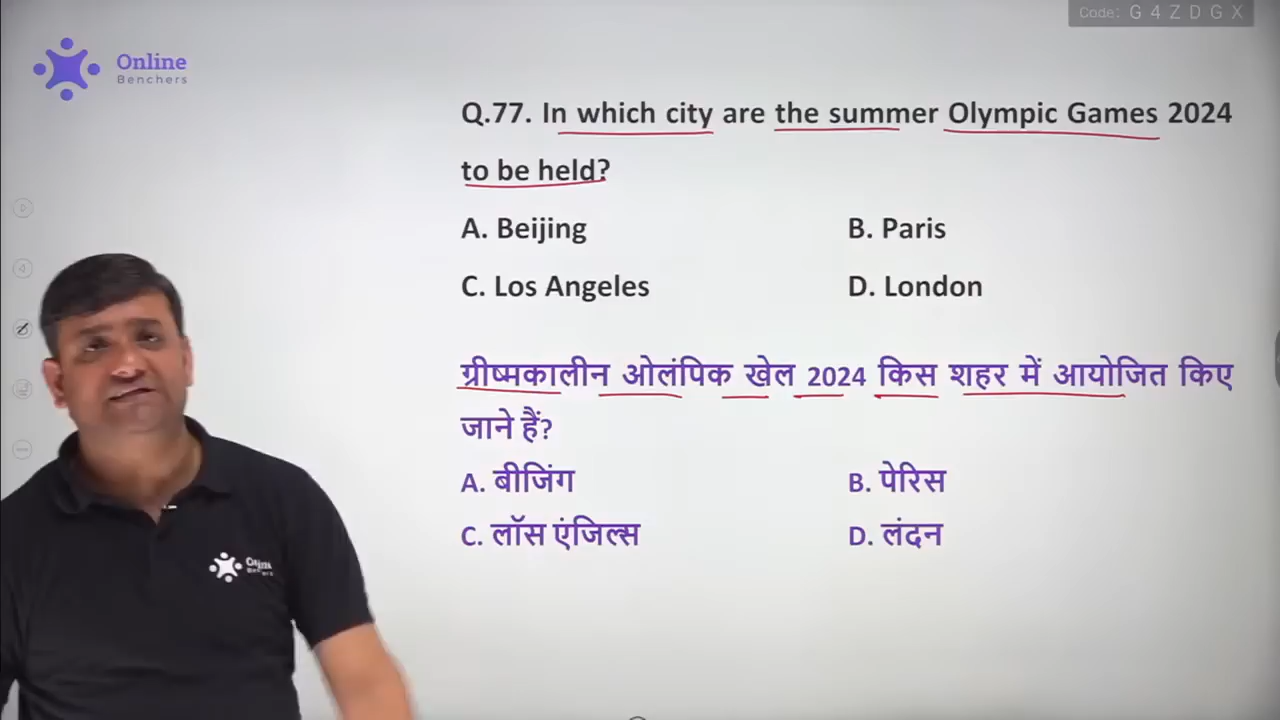 Code: G4ZDGX
Online
Benchers
Q.77. In which city are the summer Olympic Games 2024
to be held?
A. Beijing B. Paris
C. Los Angeles D. London
ग्रीष्मकालीन ओलंपिक खेल 2024 किस शहर में आयोजित किए
जाने हैं?
A. बीजिंग B. पेरिस
C. लॉस एंजिल्स D. लंदन